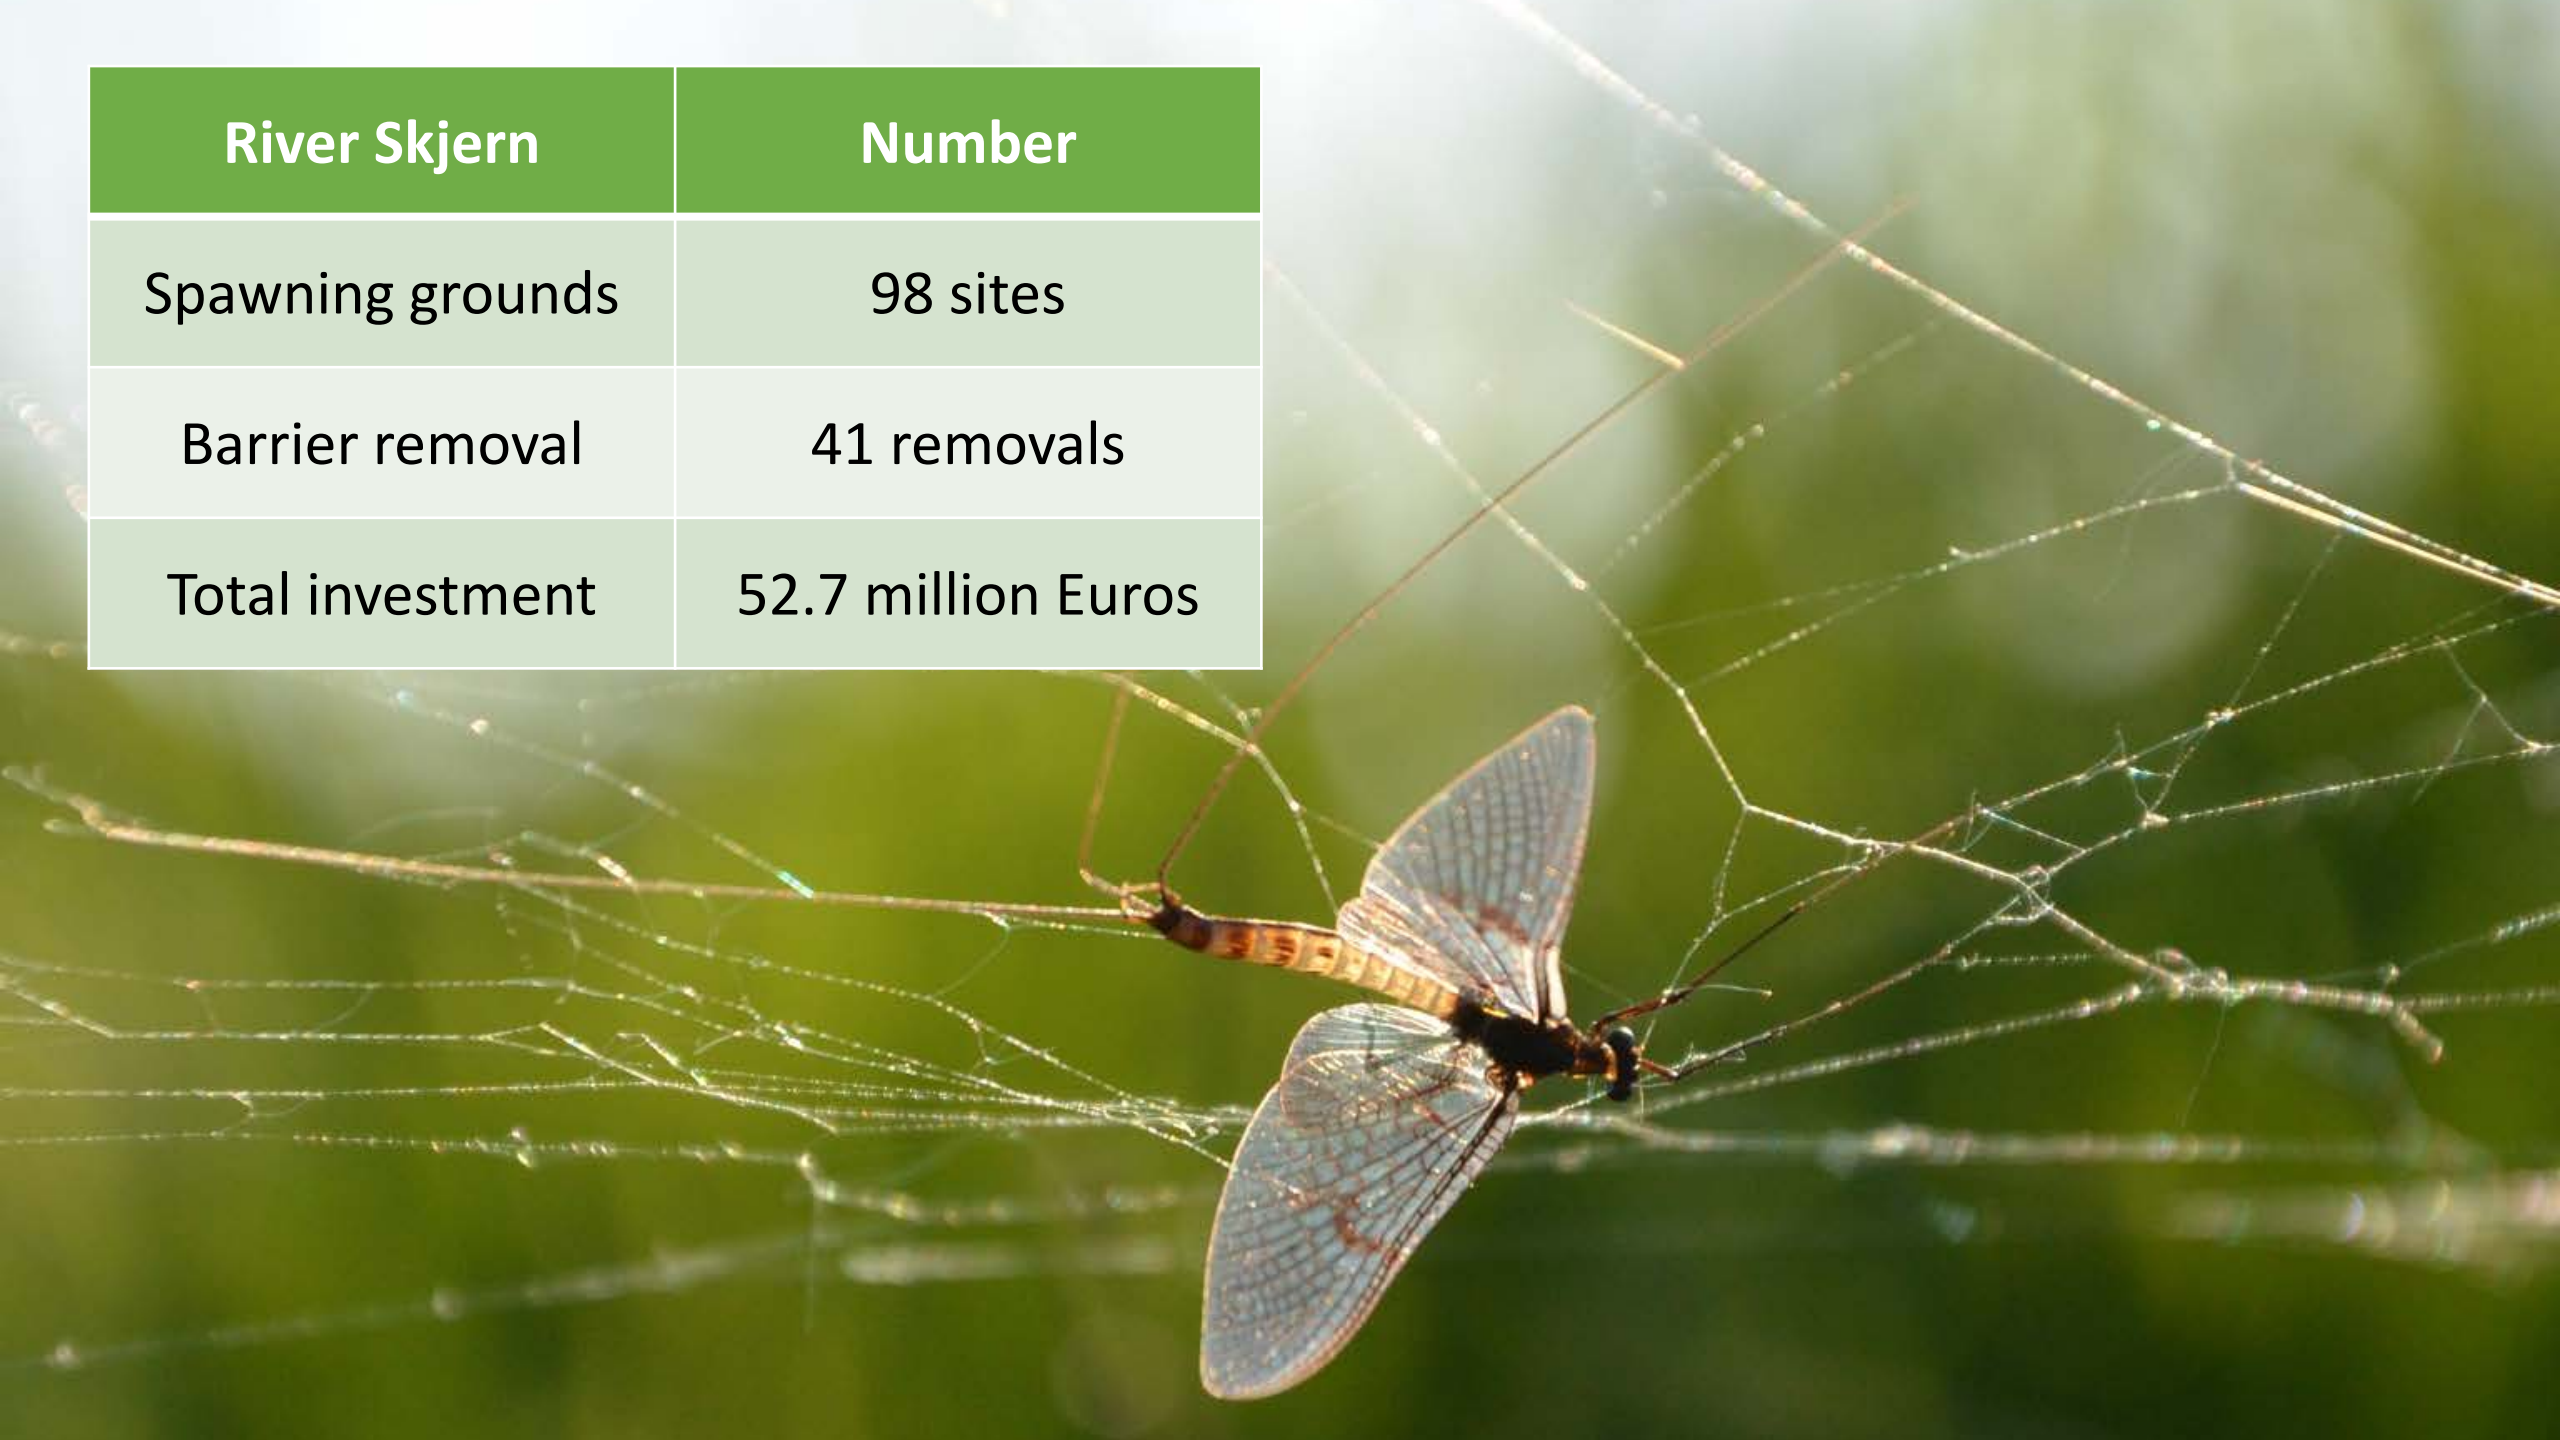 River Skjern Number
Spawning grounds 98 sites
Barrier removal 41 removals
Total investment 52.7 million Euros